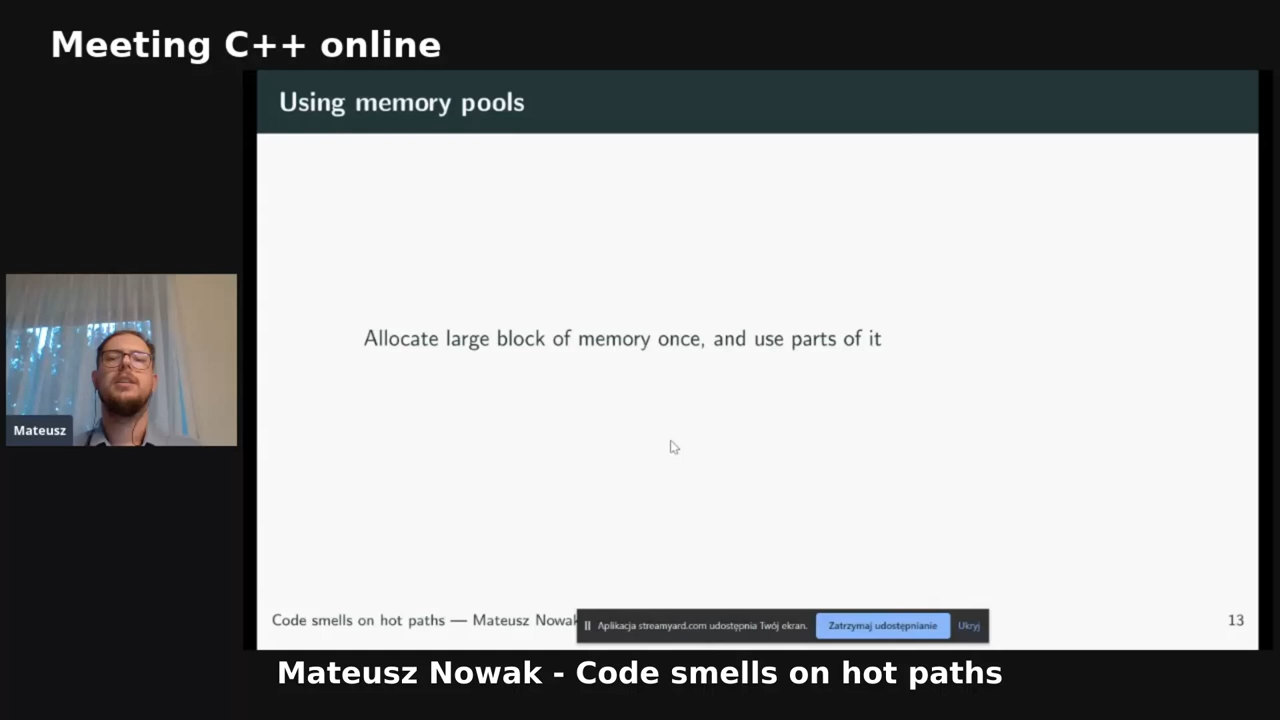 Meeting C++ online
Using memory pools
Allocate large block of memory once, and use parts of it
Mateusz
Code smells on hot paths — Mateusz Nowak
Aplikacja streamyard.com udostępnia Twój ekran.
Zatrzymaj udostępnianie
Ukryj
13
Mateusz Nowak - Code smells on hot paths